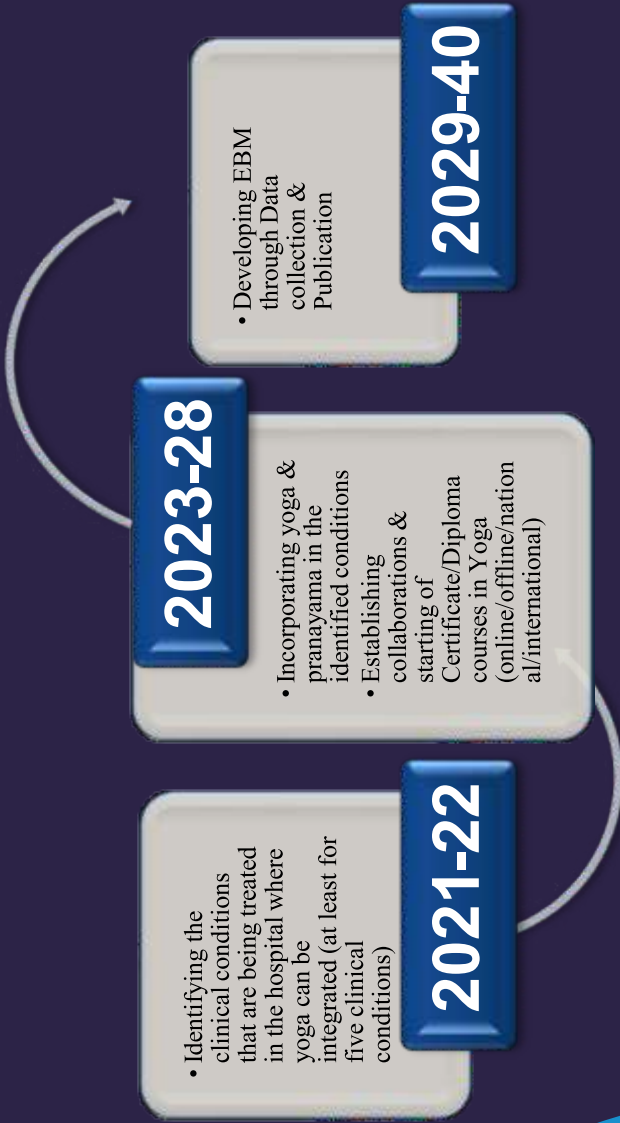 • Identifying the
clinical conditions
that are being treated
in the hospital where
yoga can be
integrated (at least for
five clinical
conditions)
2021-22
2023-28
• Incorporating yoga &
pranayama in the
identified conditions
• Establishing
collaborations &
starting of
Certificate/Diploma
courses in Yoga
(online/offline/nation
al/international)
• Developing EBM
through Data
collection &
Publication
2029-40